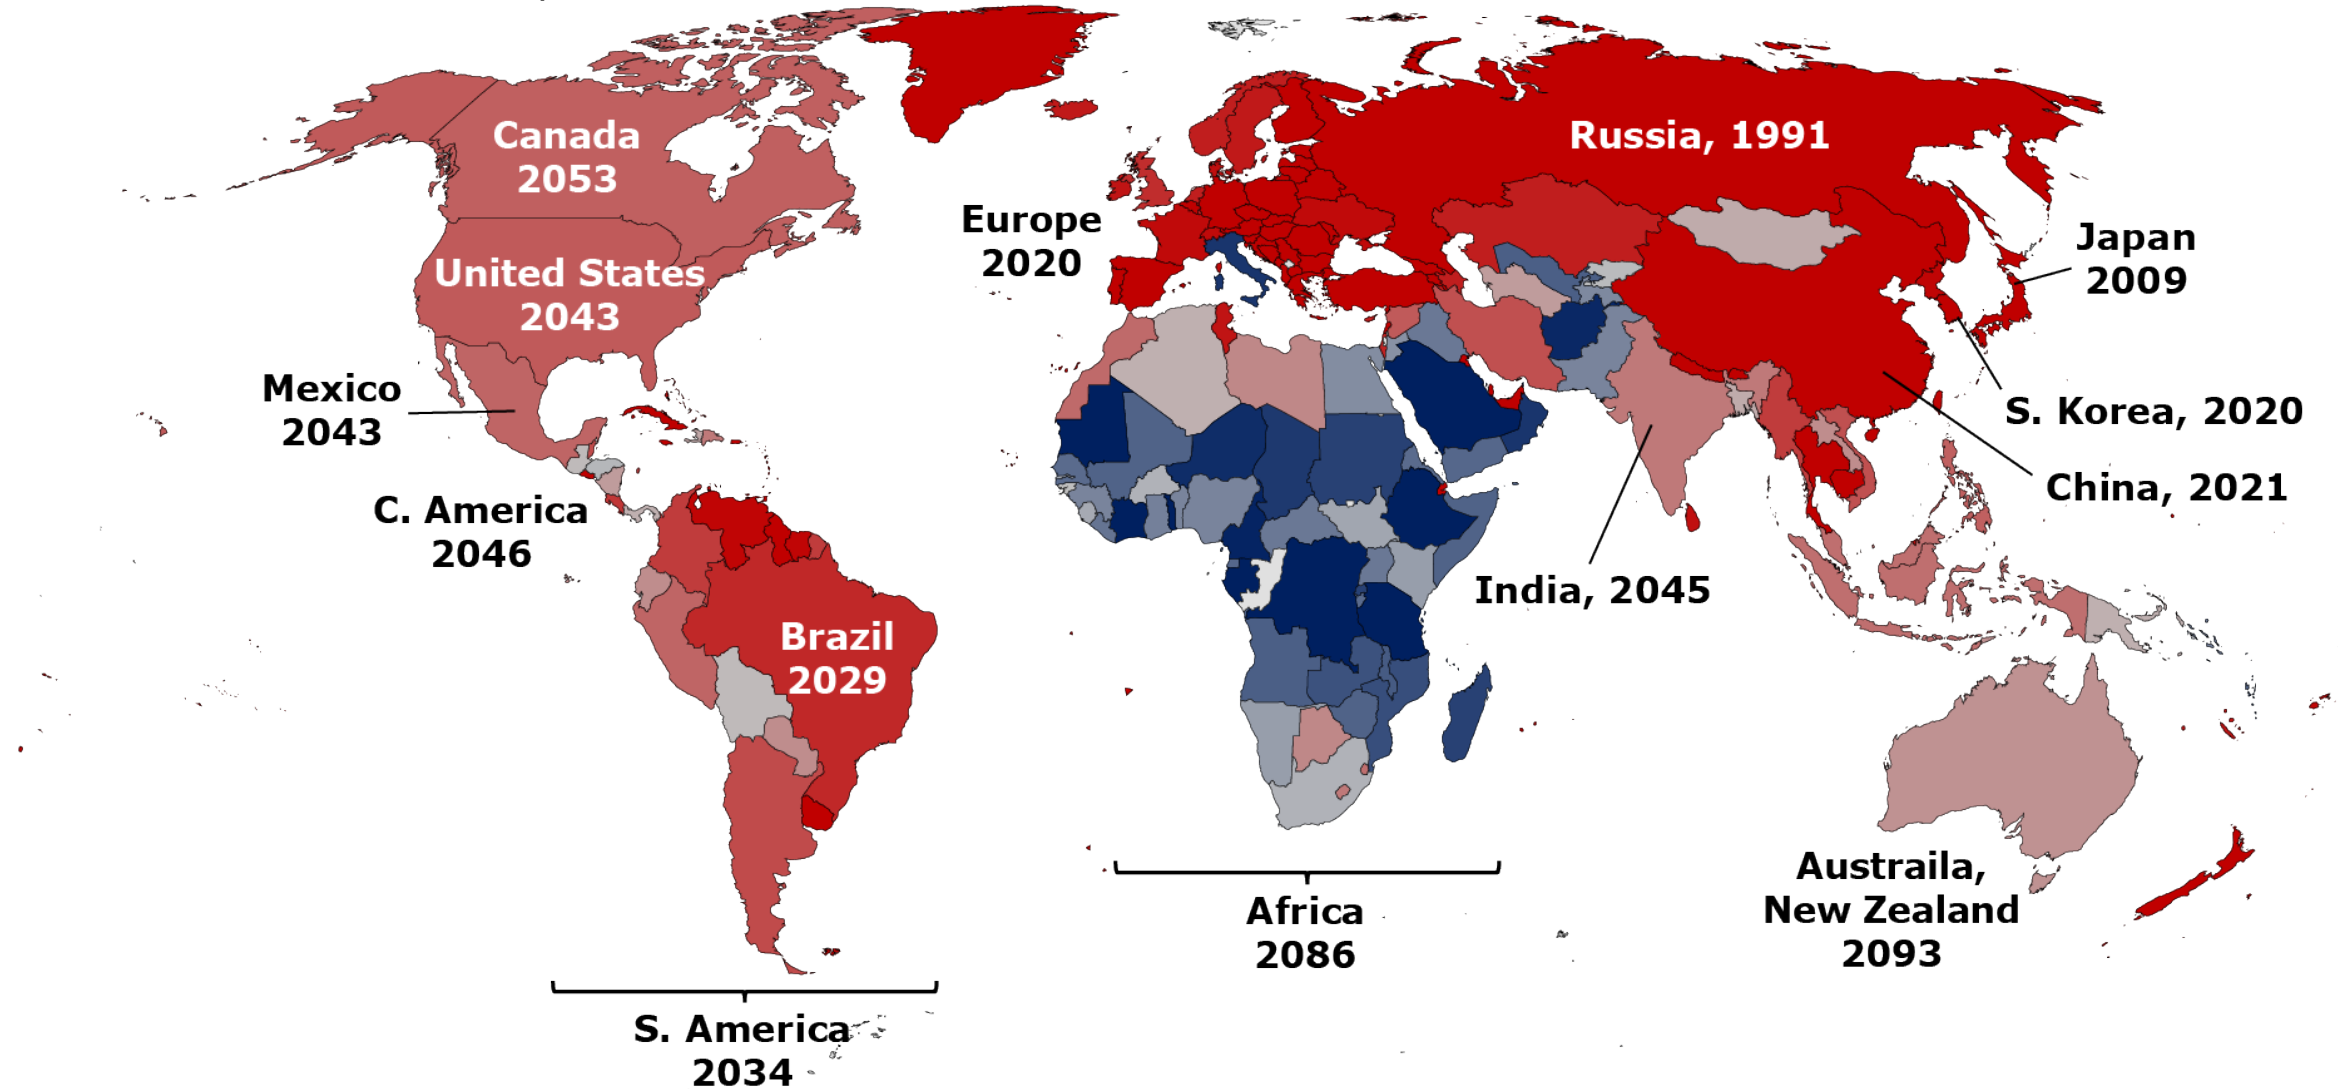 Canada
2053
Russia, 1991
Europe
2020
Japan
2009
United States
2043
Mexico
2043
S. Korea, 2020
China, 2021
C. America
2046
India, 2045
Brazil
2029
Austraila,
New Zealand
2093
Africa
2086
S. America
2034